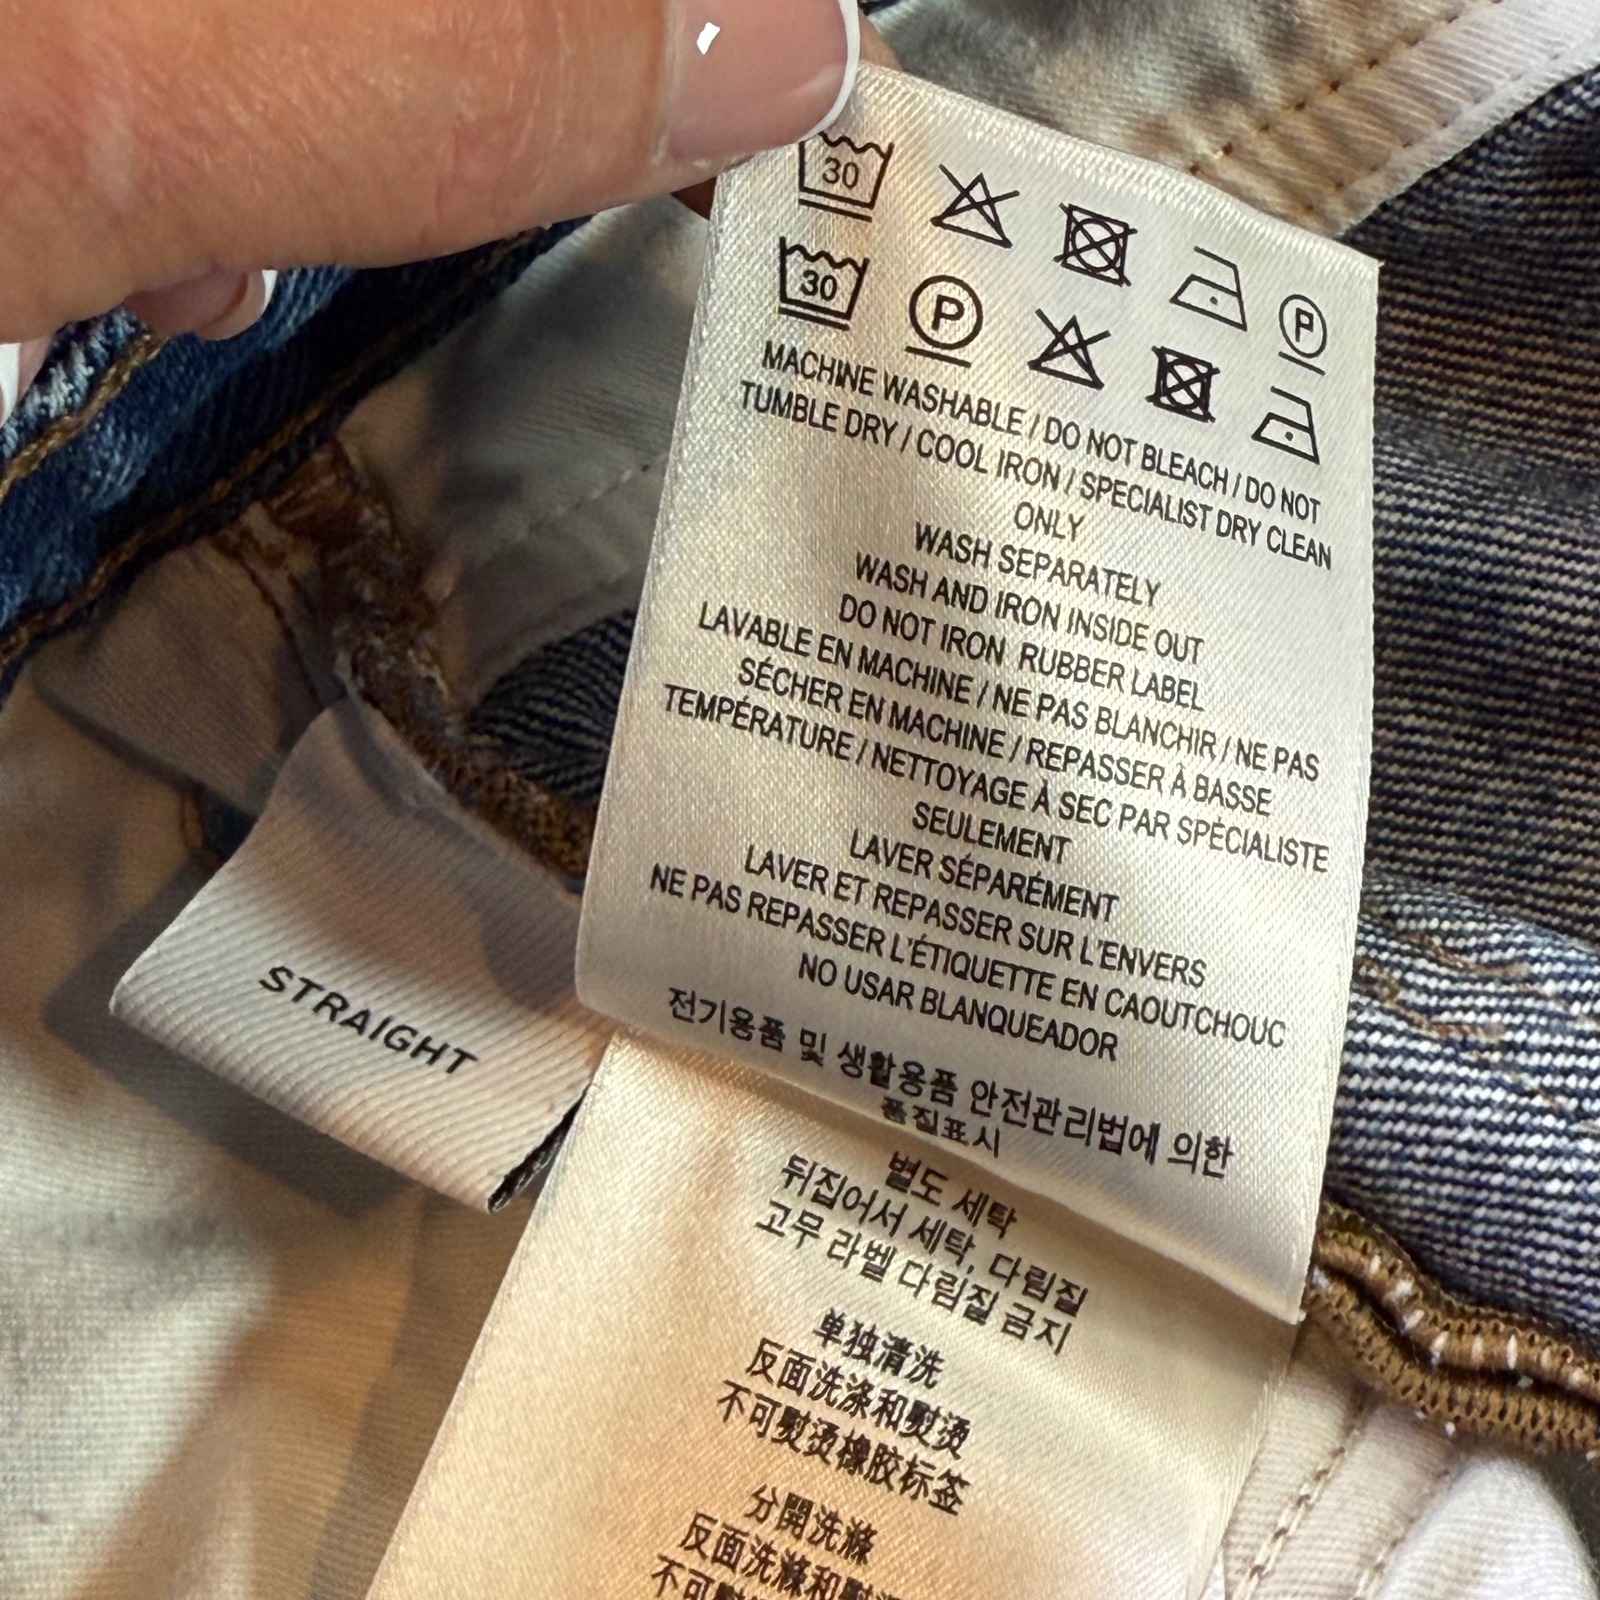 30 P
30 P
MACHINE WASHABLE / DO NOT BLEACH / DO NOT
TUMBLE DRY / COOL IRON / SPECIALIST DRY CLEAN
ONLY
WASH SEPARATELY
WASH AND IRON INSIDE OUT
DO NOT IRON RUBBER LABEL
LAVABLE EN MACHINE / NE PAS BLANCHIR / NE PAS
SÉCHER EN MACHINE / REPASSER À BASSE
TEMPÉRATURE / NETTOYAGE À SEC PAR SPÉCIALISTE
SEULEMENT
LAVER SÉPARÉMENT
LAVER ET REPASSER SUR L'ENVERS
NE PAS REPASSER L'ÉTIQUETTE EN CAOUTCHOUC
NO USAR BLANQUEADOR
전기용품 및 생활용품 안전관리법에 의한
품질표시
별도 세탁
뒤집어서 세탁, 다림질
고무 라벨 다림질 금지
单独清洗
反面洗涤和熨烫
不可熨烫橡胶标签
分開洗滌
反面洗滌和熨
不可熨
STRAIGHT